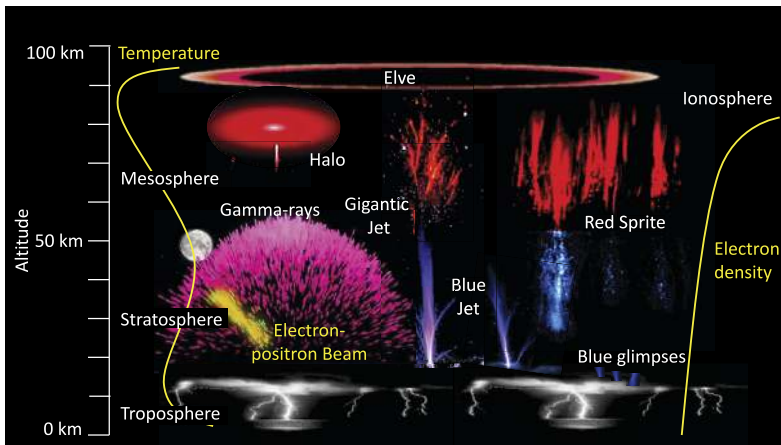 100 km
Temperature
Elve
Ionosphere
Halo
Mesosphere
Gamma-rays
Gigantic
Jet
Red Sprite
50 km
Altitude
Electron
density
Blue
Jet
Stratosphere
Electron-
positron Beam
Blue glimpses
Troposphere
0 km